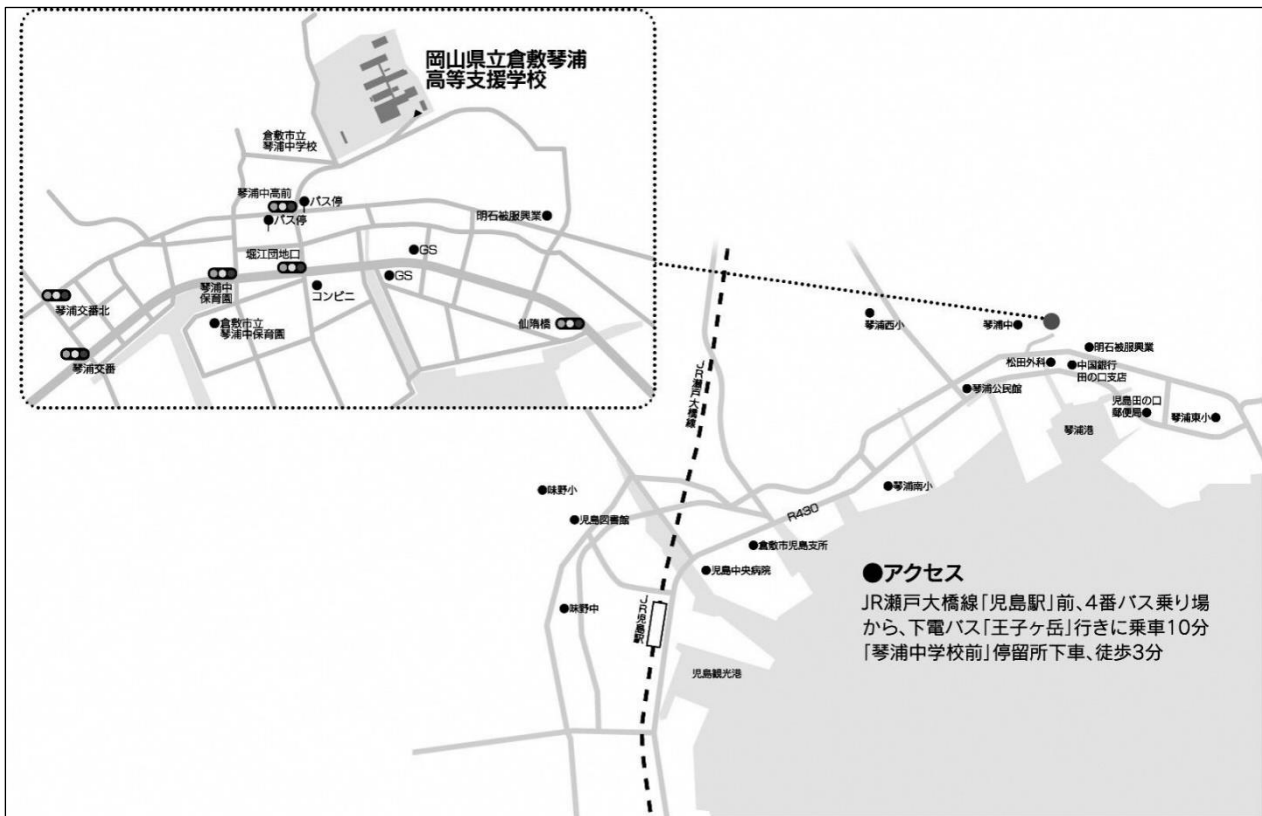 岡山県立倉敷琴浦
高等支援学校
倉敷市立
琴浦中学校
琴浦中高前
バス停
バス停
明石被服興業
堀江団地口
GS
GS
琴浦中
保育園
コンビニ
琴浦交番北
倉敷市立
琴浦中保育園
仙隋橋
琴浦交番
JR瀬戸大橋線
琴浦西小
琴浦中
明石被服興業
松田外科
中国銀行
田の口支店
琴浦公民館
児島田の口
郵便局
琴浦東小
琴浦港
味野小
琴浦南小
児島図書館
R430
倉敷市児島支所
児島中央病院
味野中
JR児島駅
児島観光港
●アクセス
JR瀬戸大橋線「児島駅」前、4番バス乗り場
から、下電バス「王子ヶ岳」行きに乗車10分
「琴浦中学校前」停留所下車、徒歩3分